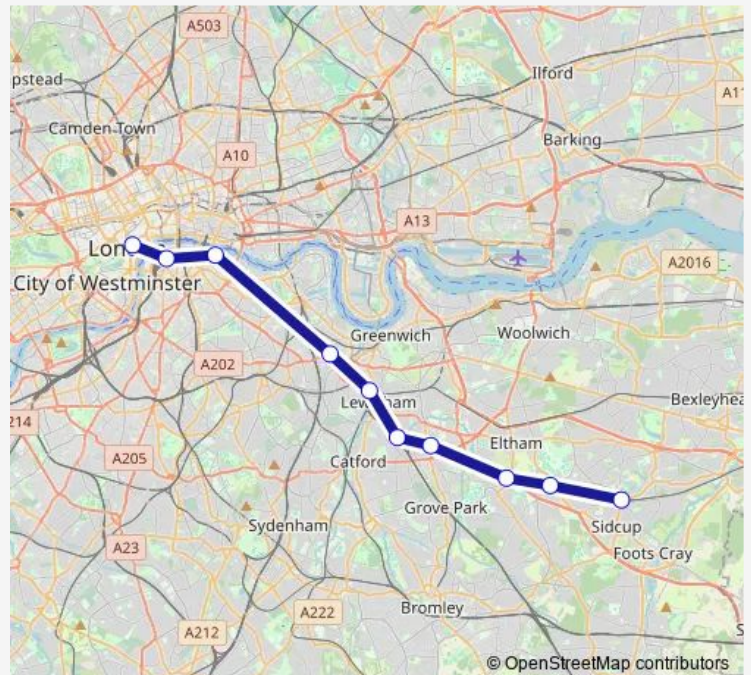 A503
pstead
Ilford
A1
Camden Town
Barking
A10
A13
Lon
A2016
City of Westminster
Greenwich
Woolwich
A202
Bexleyhea
Lew ham
214
Eltham
A205
Catford
Grove Park
Sydenham
Sidcup
A23
Foots Cray
Bromley
A222
A212
S
© OpenStreetMap contributors